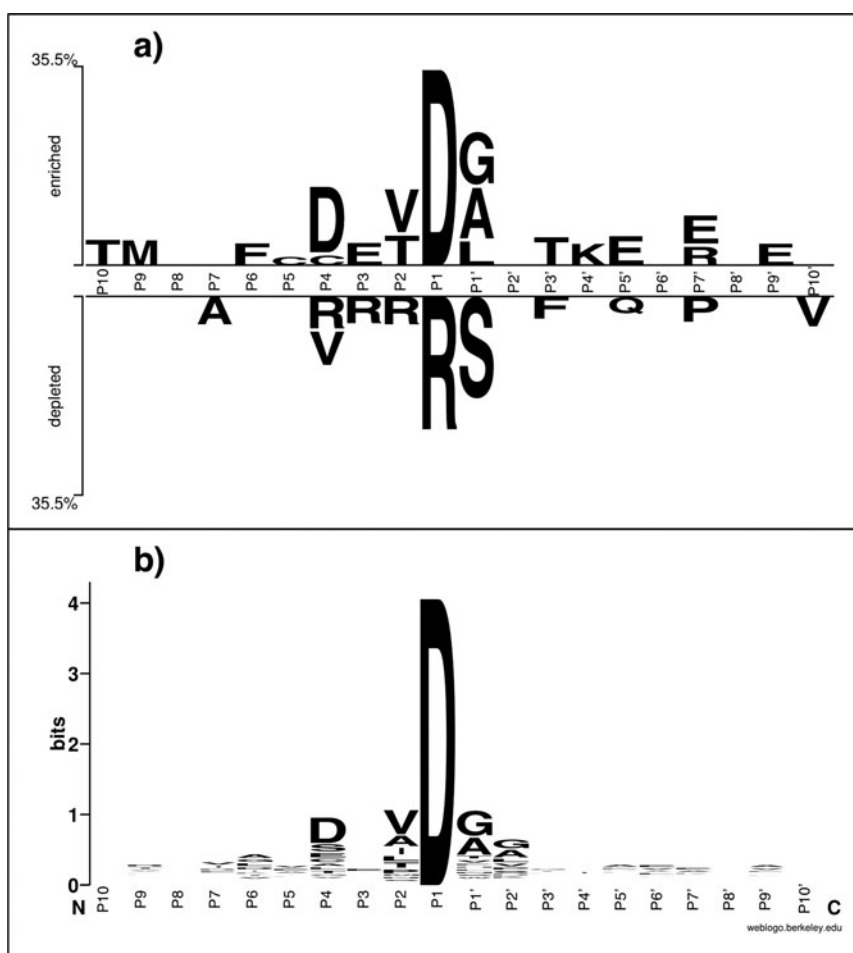 a)
35.5%
enriched
D
G
D V A E
T M F C C E T L T K E R E
P10 P9 P8 P7 P6 P5 P4 P3 P2 P1 P1' P2' P3' P4' P5' P6' P7' P8' P9' P10'
A R R R R S F Q P V
V
depleted
35.5%
b)
bits
4
3
2
1
0
D
D V G G
S A A A
N P10 P9 P8 P7 P6 P5 P4 P3 P2 P1 P1' P2' P3' P4' P5' P6' P7' P8' P9' P10' C
weblogo.berkeley.edu